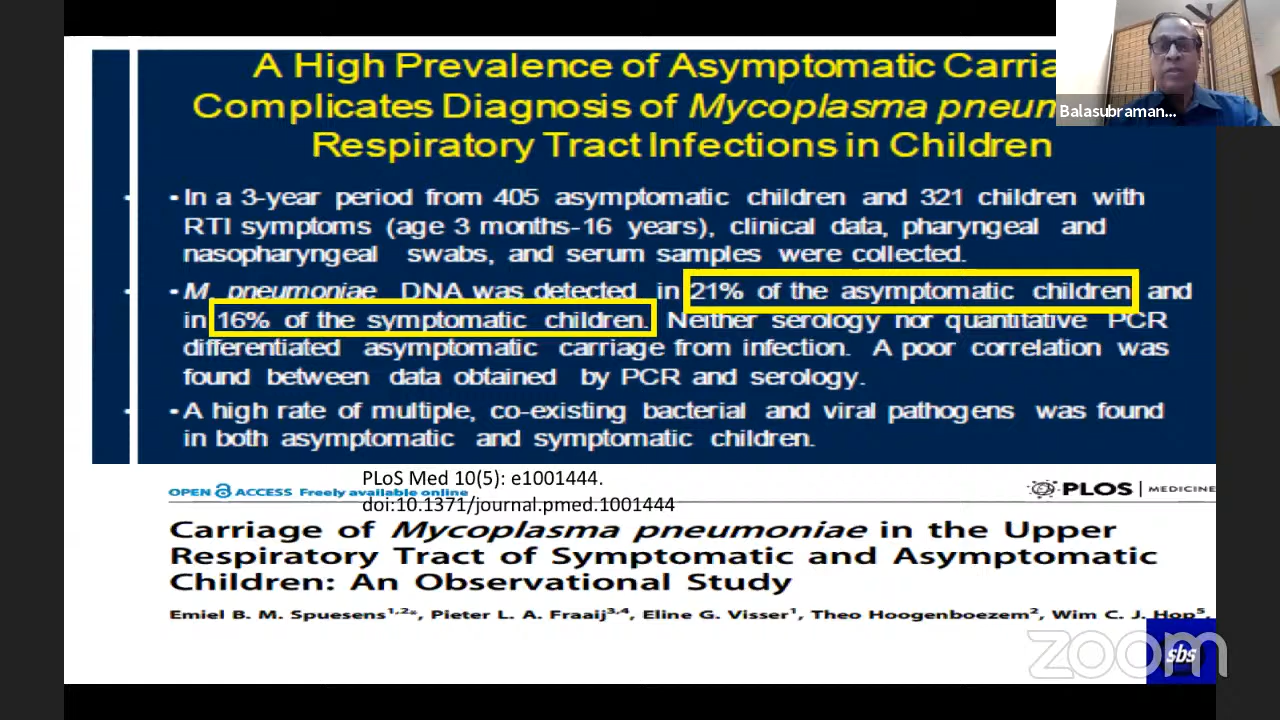 A High Prevalence of Asymptomatic Carria
Complicates Diagnosis of Mycoplasma pneum
Respiratory Tract Infections in Children
Balasubraman...
• In a 3-year period from 405 asymptomatic children and 321 children with
RTI symptoms (age 3 months-16 years), clinical data, pharyngeal and
nasopharyngeal swabs, and serum samples were collected.
• M pneumoniae DNA was detected in 21% of the asymptomatic children and
in 16% of the symptomatic children. Neither serology nor quantitative PCR
differentiated asymptomatic carriage from infection. A poor correlation was
found between data obtained by PCR and serology.
• A high rate of multiple, co-existing bacterial and viral pathogens was found
in both asymptomatic and symptomatic children.
PLoS Med 10(5): e1001444.
doi:10.1371/journal.pmed.1001444
OPEN ACCESS Freely available online
PLOS | MEDICINE
Carriage of Mycoplasma pneumoniae in the Upper
Respiratory Tract of Symptomatic and Asymptomatic
Children: An Observational Study
Emiel B. M. Spuesens1,2*, Pieter L. A. Fraaij3,4, Eline G. Visser1, Theo Hoogenboezem2, Wim C. J. Hop5,
zoom
sbs